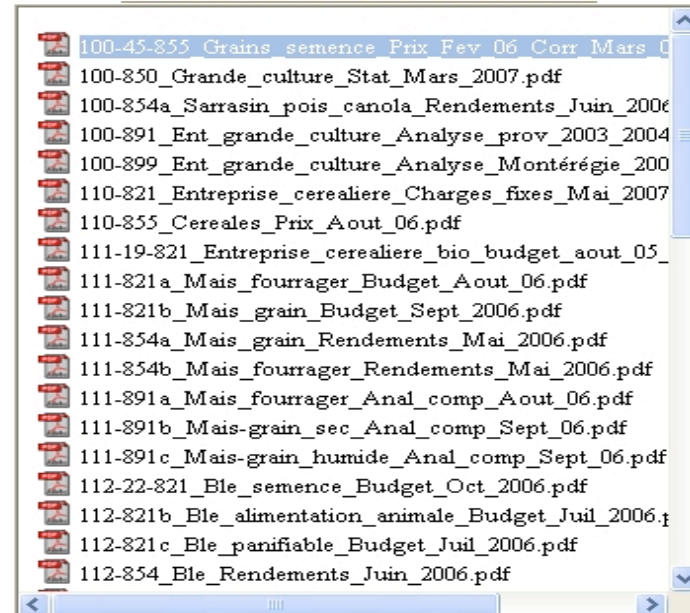 100-45-855_Grains_semence_Prix_Fev_06_Corr_Mars_0
100-850_Grande_culture_Stat_Mars_2007.pdf
100-854a_Sarrasin_pois_canola_Rendements_Juin_2006
100-891_Ent_grande_culture_Analyse_prov_2003_2004
100-899_Ent_grande_culture_Analyse_Montérégie_200
110-821_Entreprise_cerealiere_Charges_fixes_Mai_2007
110-855_Cereales_Prix_Aout_06.pdf
111-19-821_Entreprise_cerealiere_bio_budget_aout_05_
111-821a_Mais_fourrager_Budget_Aout_06.pdf
111-821b_Mais_grain_Budget_Sept_2006.pdf
111-854a_Mais_grain_Rendements_Mai_2006.pdf
111-854b_Mais_fourrager_Rendements_Mai_2006.pdf
111-891a_Mais_fourrager_Anal_comp_Aout_06.pdf
111-891b_Mais-grain_sec_Anal_comp_Sept_06.pdf
111-891c_Mais-grain_humide_Anal_comp_Sept_06.pdf
112-22-821_Ble_semence_Budget_Oct_2006.pdf
112-821b_Ble_alimentation_animale_Budget_Juil_2006.p
112-821c_Ble_panifiable_Budget_Juil_2006.pdf
112-854_Ble_Rendements_Juin_2006.pdf